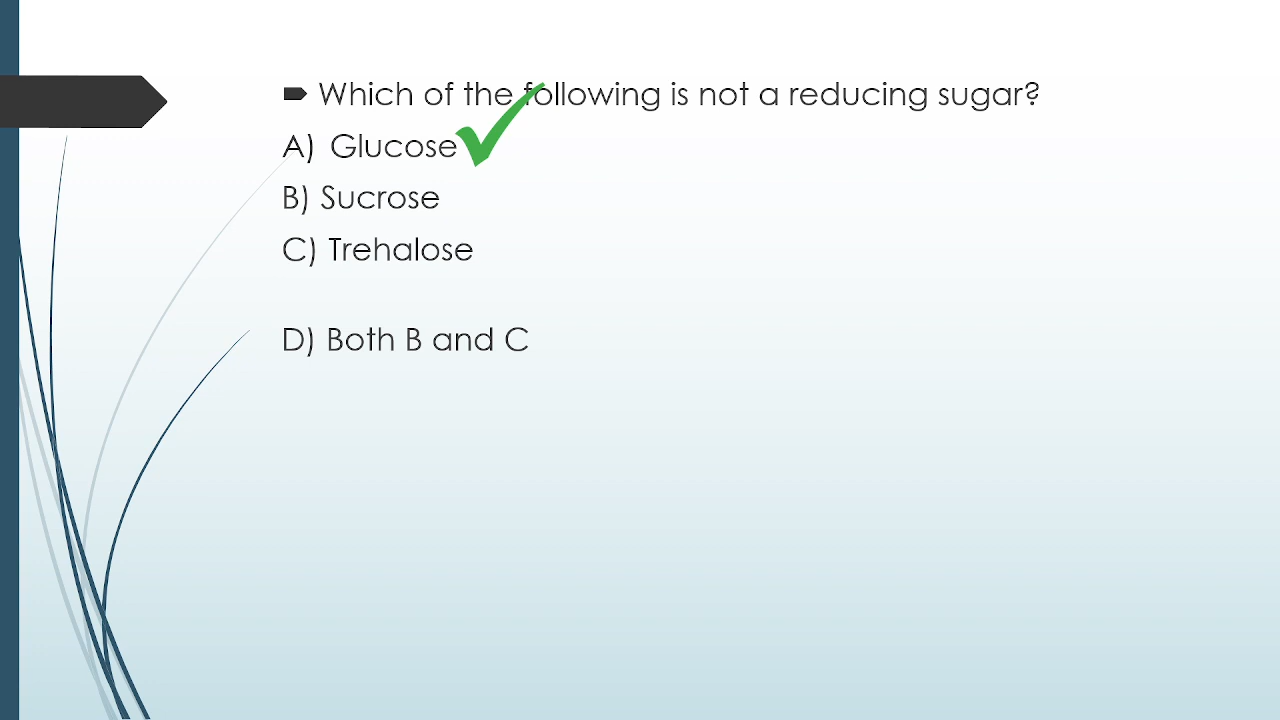 Which of the following is not a reducing sugar?
A) Glucose
B) Sucrose
C) Trehalose
D) Both B and C